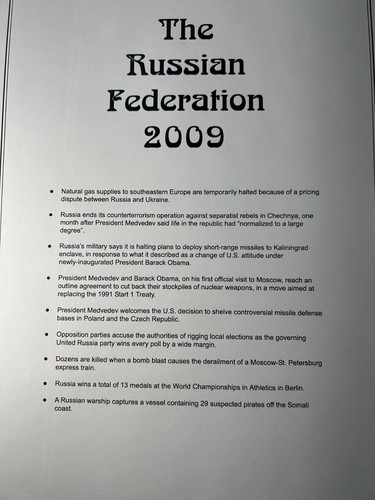 The
Russian
Federation
2009
• Natural gas supplies to southeastern Europe are temporarily halted because of a pricing
dispute between Russia and Ukraine.
• Russia ends its counterterrorism operation against separatist rebels in Chechnya, one
month after President Medvedev said life in the republic had "normalized to a large
degree".
• Russia's military says it is halting plans to deploy short-range missiles to Kaliningrad
enclave, in response to what it described as a change of U.S. attitude under
newly-inaugurated President Barack Obama.
• President Medvedev and Barack Obama, on his first official visit to Moscow, reach an
outline agreement to cut back their stockpiles of nuclear weapons, in a move aimed at
replacing the 1991 Start 1 Treaty.
• President Medvedev welcomes the U.S. decision to shelve controversial missile defense
bases in Poland and the Czech Republic.
• Opposition parties accuse the authorities of rigging local elections as the governing
United Russia party wins every poll by a wide margin.
• Dozens are killed when a bomb blast causes the derailment of a Moscow-St. Petersburg
express train.
• Russia wins a total of 13 medals at the World Championships in Athletics in Berlin.
• A Russian warship captures a vessel containing 29 suspected pirates off the Somali
coast.